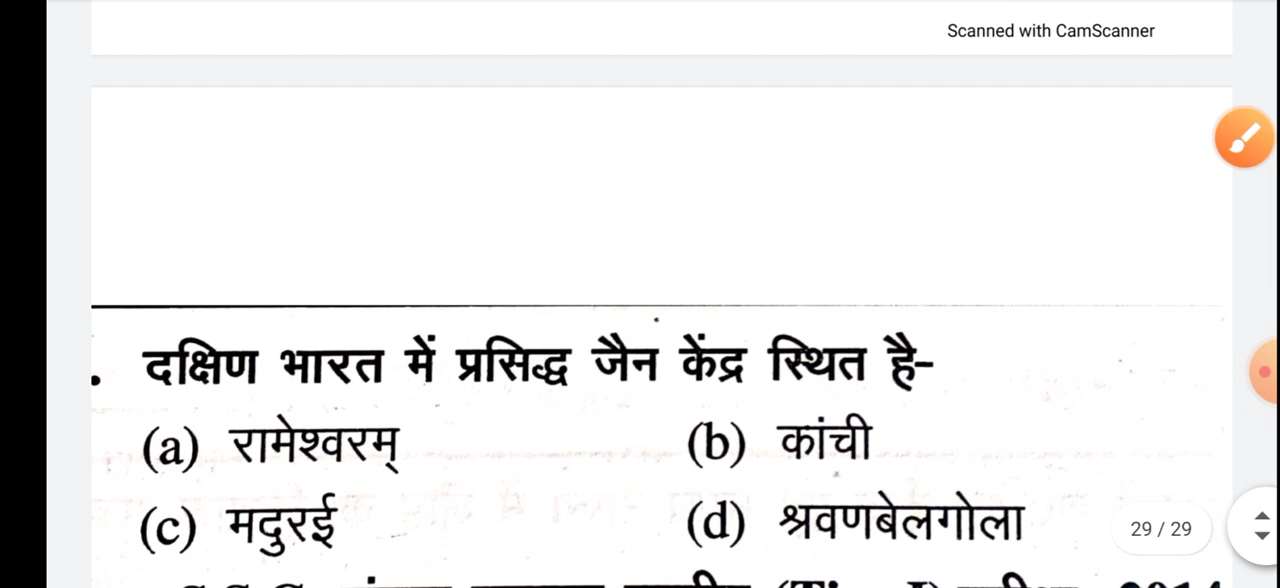 Scanned with CamScanner
. दक्षिण भारत में प्रसिद्ध जैन केंद्र स्थित है-
(a) रामेश्वरम् (b) कांची
(c) मदुरई (d) श्रवणबेलगोला
29 / 29